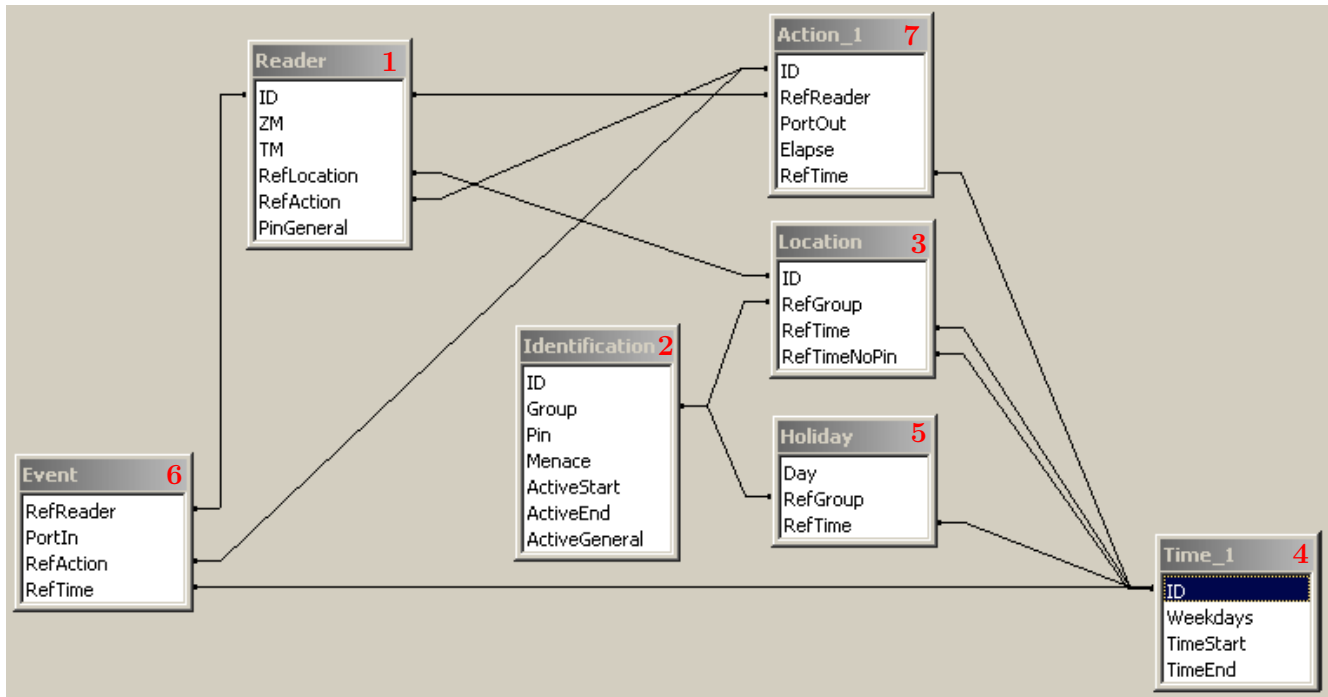 Reader 1
ID
ZM
TM
RefLocation
RefAction
PinGeneral
Action_1 7
ID
RefReader
PortOut
Elapse
RefTime
Location 3
ID
RefGroup
RefTime
RefTimeNoPin
Identification 2
ID
Group
Pin
Menace
ActiveStart
ActiveEnd
ActiveGeneral
Holiday 5
Day
RefGroup
RefTime
Event 6
RefReader
PortIn
RefAction
RefTime
Time_1 4
ID
Weekdays
TimeStart
TimeEnd